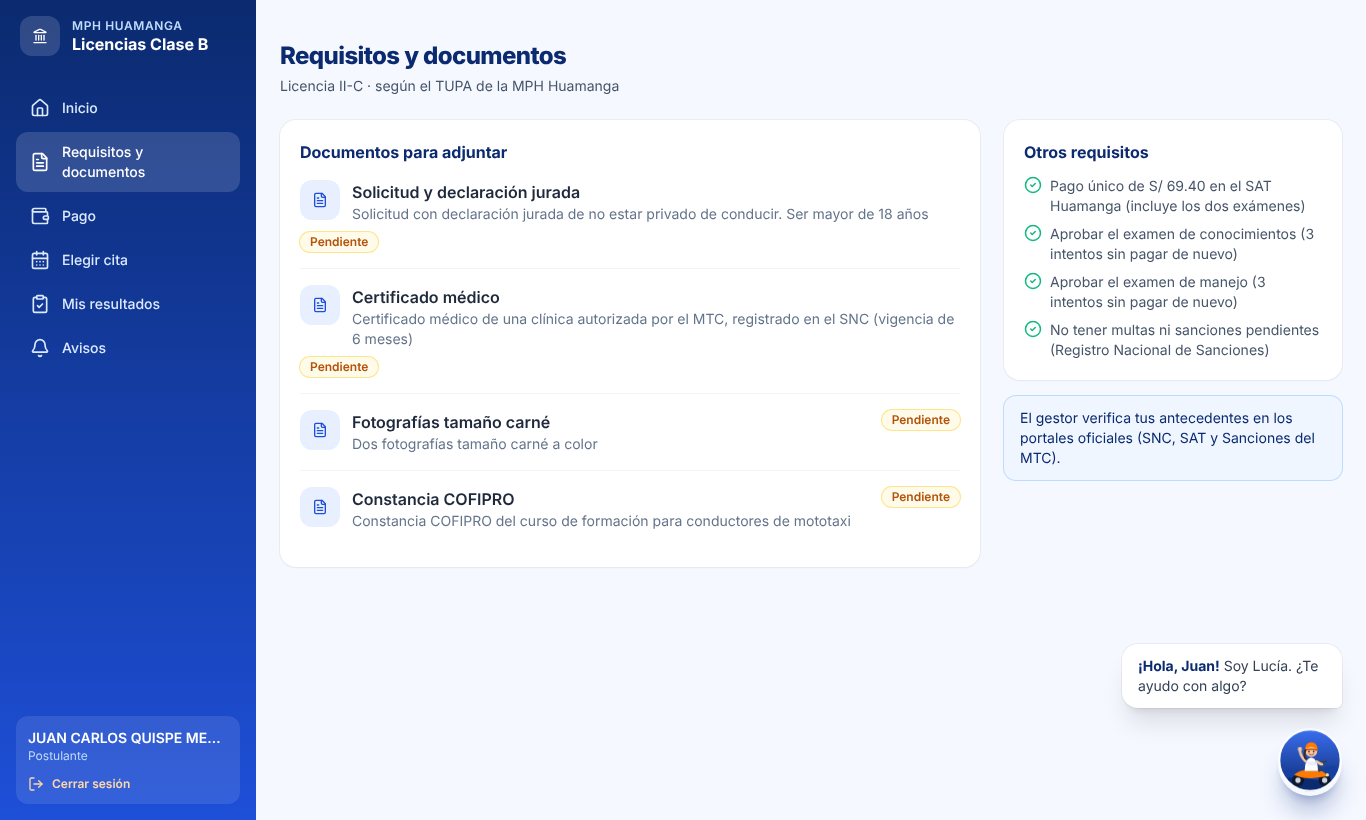 MPH HUAMANGA
Licencias Clase B
Inicio
Requisitos y
documentos
Pago
Elegir cita
Mis resultados
Avisos
JUAN CARLOS QUISPE ME...
Postulante
Cerrar sesión
Requisitos y documentos
Licencia II-C · según el TUPA de la MPH Huamanga
Documentos para adjuntar
Solicitud y declaración jurada
Solicitud con declaración jurada de no estar privado de conducir. Ser mayor de 18 años
Pendiente
Certificado médico
Certificado médico de una clínica autorizada por el MTC, registrado en el SNC (vigencia de
6 meses)
Pendiente
Fotografías tamaño carné
Pendiente
Dos fotografías tamaño carné a color
Constancia COFIPRO
Pendiente
Constancia COFIPRO del curso de formación para conductores de mototaxi
Otros requisitos
Pago único de S/ 69.40 en el SAT
Huamanga (incluye los dos exámenes)
Aprobar el examen de conocimientos (3
intentos sin pagar de nuevo)
Aprobar el examen de manejo (3
intentos sin pagar de nuevo)
No tener multas ni sanciones pendientes
(Registro Nacional de Sanciones)
El gestor verifica tus antecedentes en los
portales oficiales (SNC, SAT y Sanciones del
MTC).
¡Hola, Juan! Soy Lucía. ¿Te
ayudo con algo?